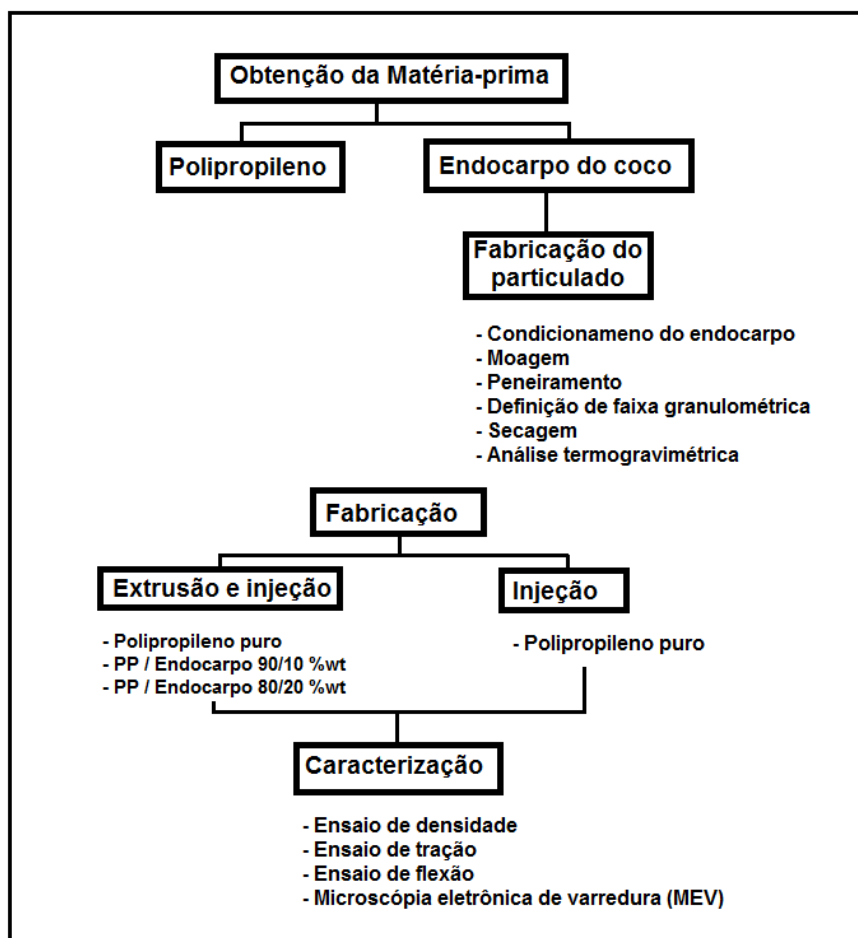 Obtenção da Matéria-prima
Polipropileno
Endocarpo do coco
Fabricação do
particulado
- Condicionameno do endocarpo
- Moagem
- Peneiramento
- Definição de faixa granulométrica
- Secagem
- Análise termogravimétrica
Fabricação
Extrusão e injeção
- Polipropileno puro
- PP / Endocarpo 90/10 %wt
- PP / Endocarpo 80/20 %wt
Injeção
- Polipropileno puro
Caracterização
- Ensaio de densidade
- Ensaio de tração
- Ensaio de flexão
- Microscópia eletrônica de varredura (MEV)